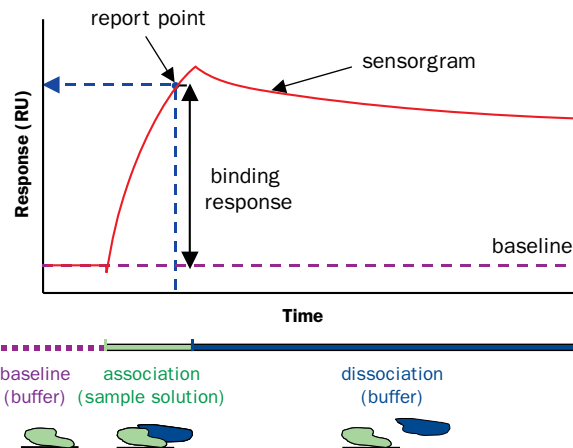 report point
sensorgram
Response (RU)
binding
response
baseline
Time
baseline association dissociation
(buffer) (sample solution) (buffer)